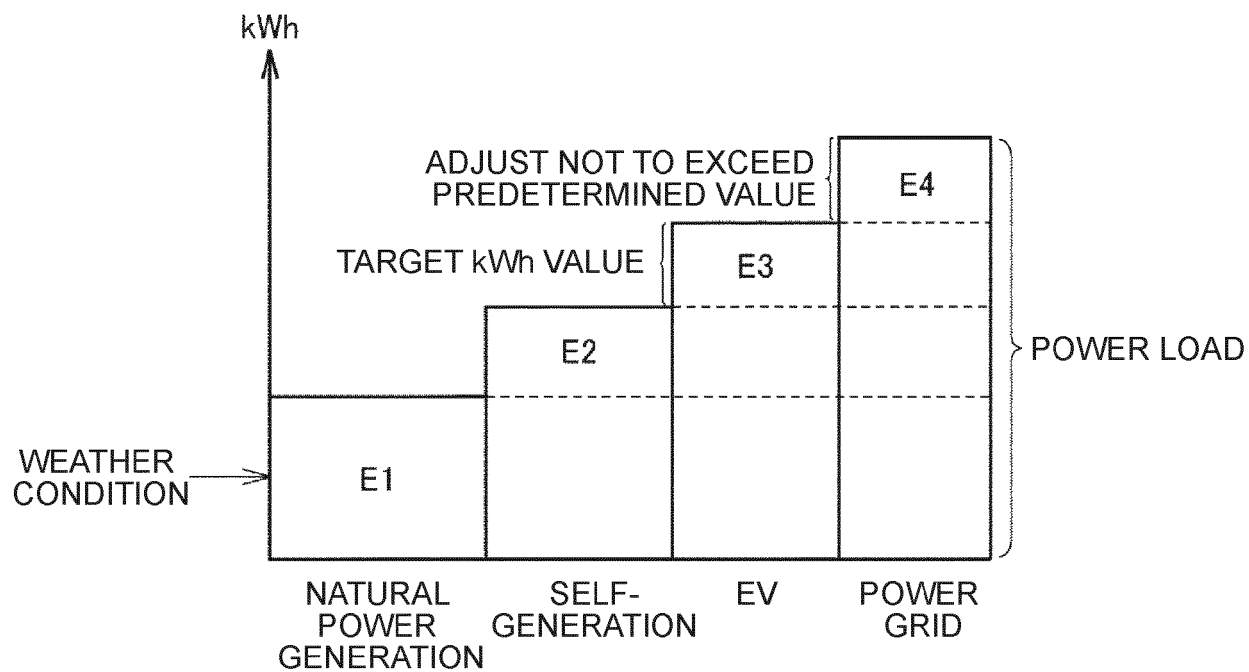 kWh
ADJUST NOT TO EXCEED
PREDETERMINED VALUE
E4
TARGET kWh VALUE
E3
E2
POWER LOAD
WEATHER
CONDITION
E1
NATURAL
POWER
GENERATION
SELF-
GENERATION
EV
POWER
GRID